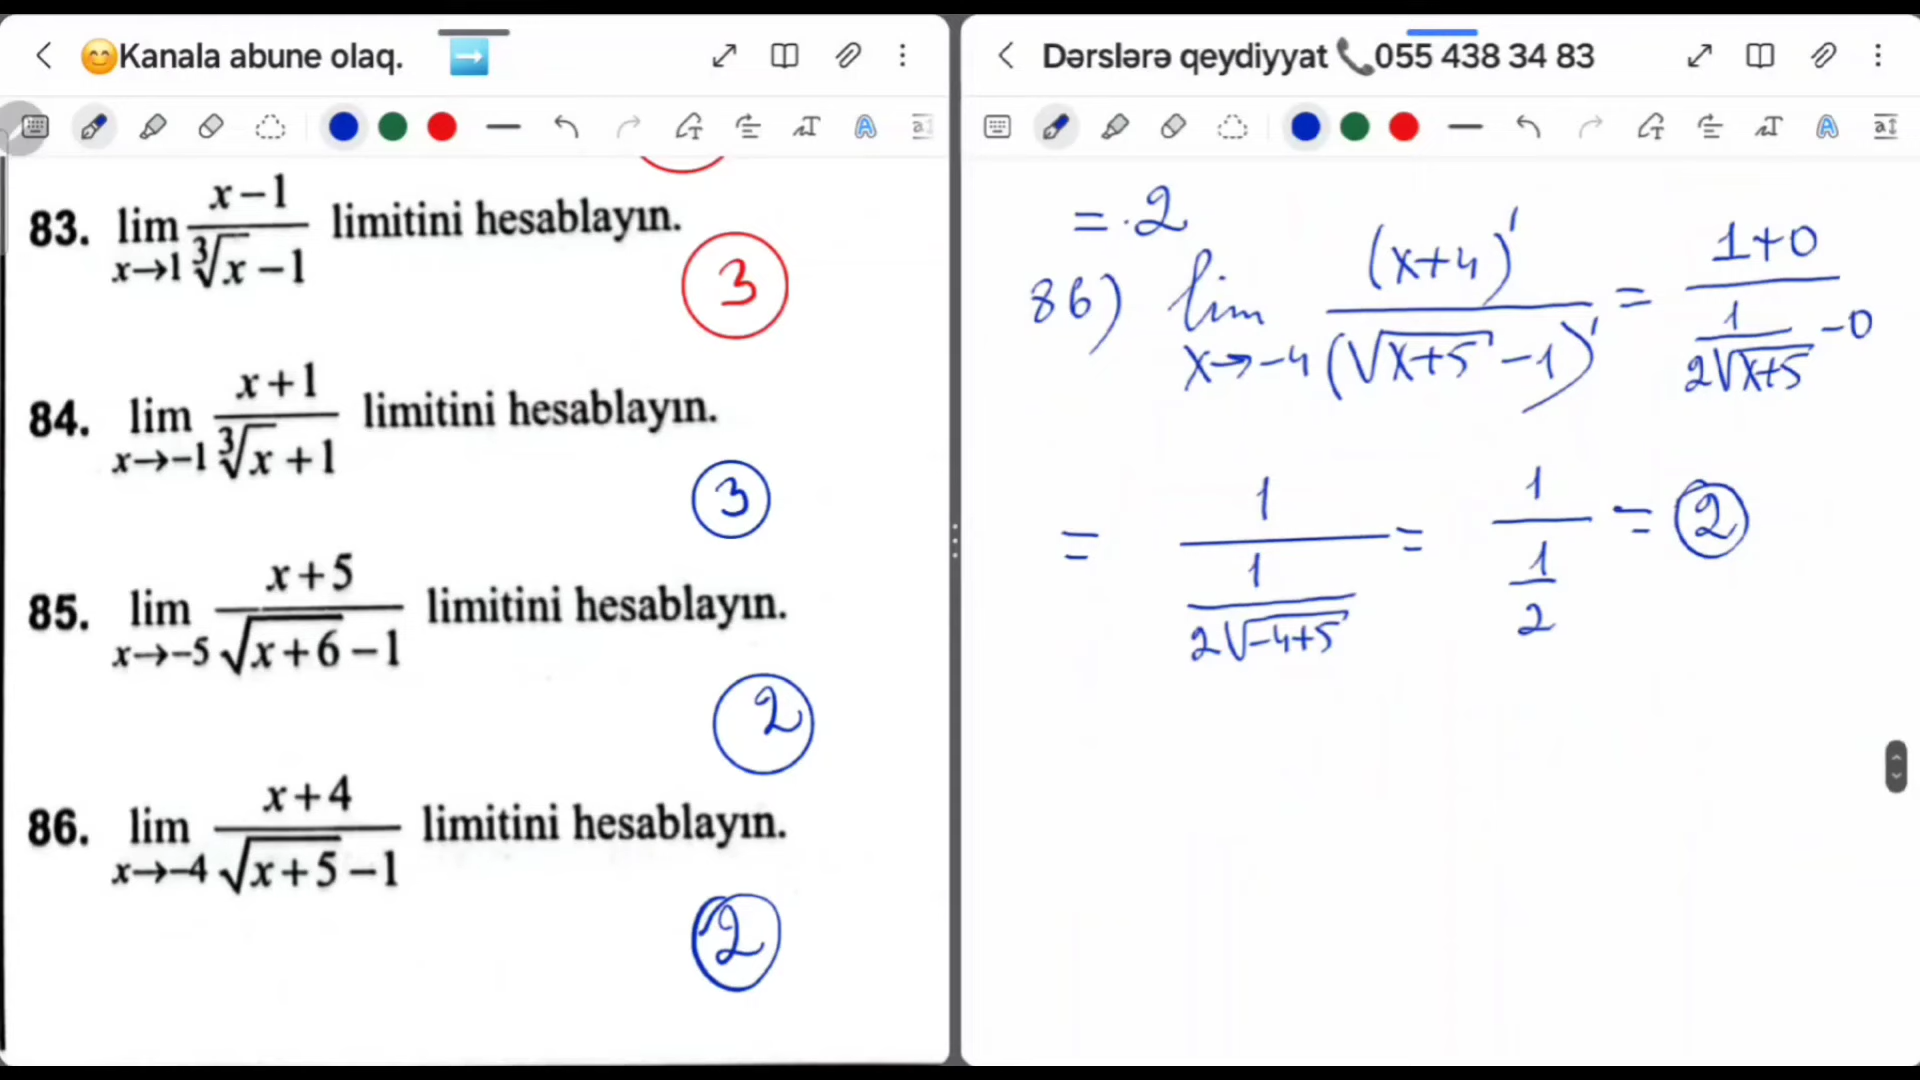 😊Kanala abune olaq. ➡️
83. lim x→1 (x−1)/(∛x −1) limitini hesablayın.
3
84. lim x→−1 (x+1)/(∛x +1) limitini hesablayın.
3
85. lim x→−5 (x+5)/(√(x+6) −1) limitini hesablayın.
2
86. lim x→−4 (x+4)/(√(x+5) −1) limitini hesablayın.
2
Dərslərə qeydiyyat 📞055 438 34 83
= 2
86) lim x→−4 (x+4)'/(√(x+5) −1)' = (1+0)/(1/(2√(x+5)) −0)
= 1/(1/(2√(−4+5))) = 1/(1/2) = 2